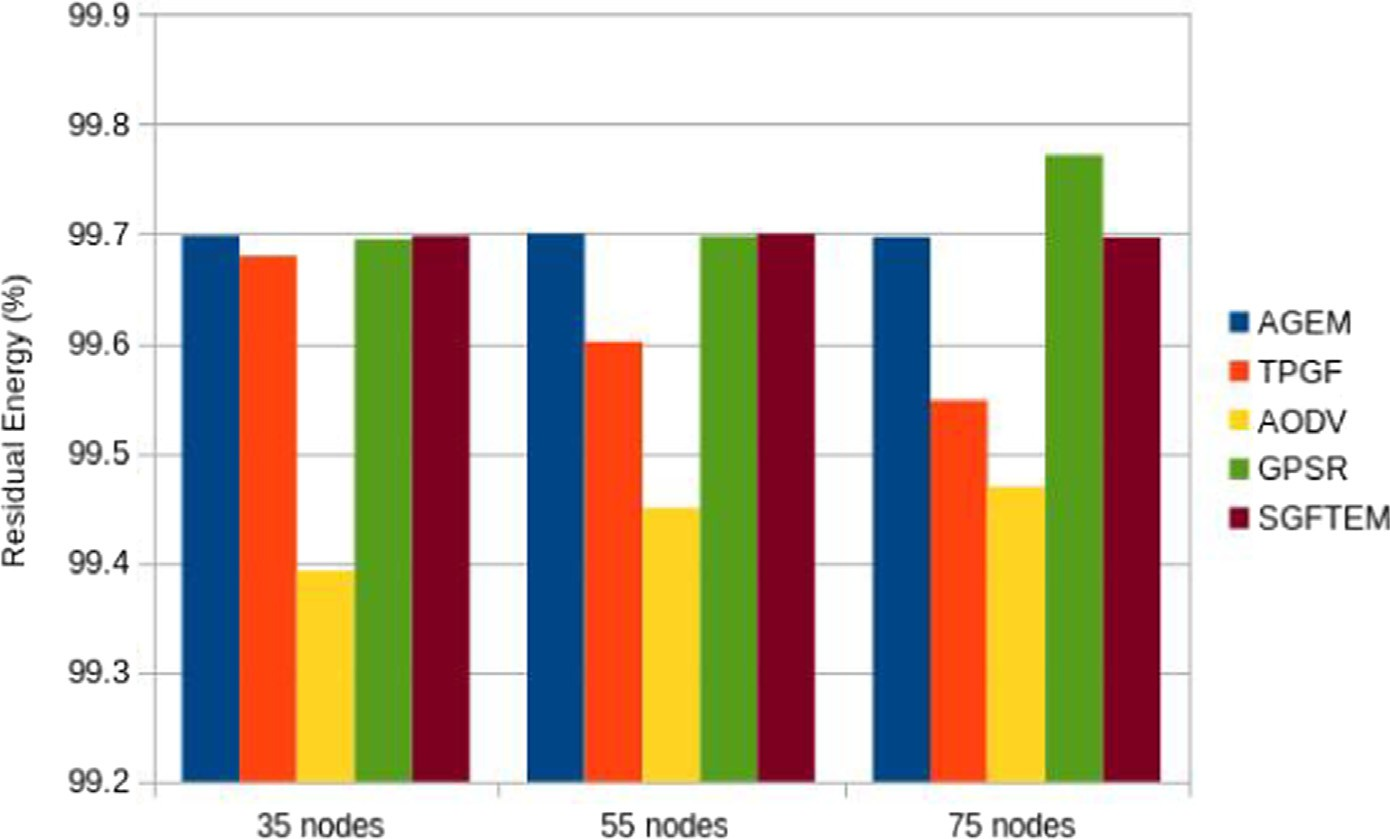 99.9
99.8
99.7
99.6
99.5
99.4
99.3
99.2
Residual Energy (%)
35 nodes
55 nodes
75 nodes
AGEM
TPGF
AODV
GPSR
SGFTEM